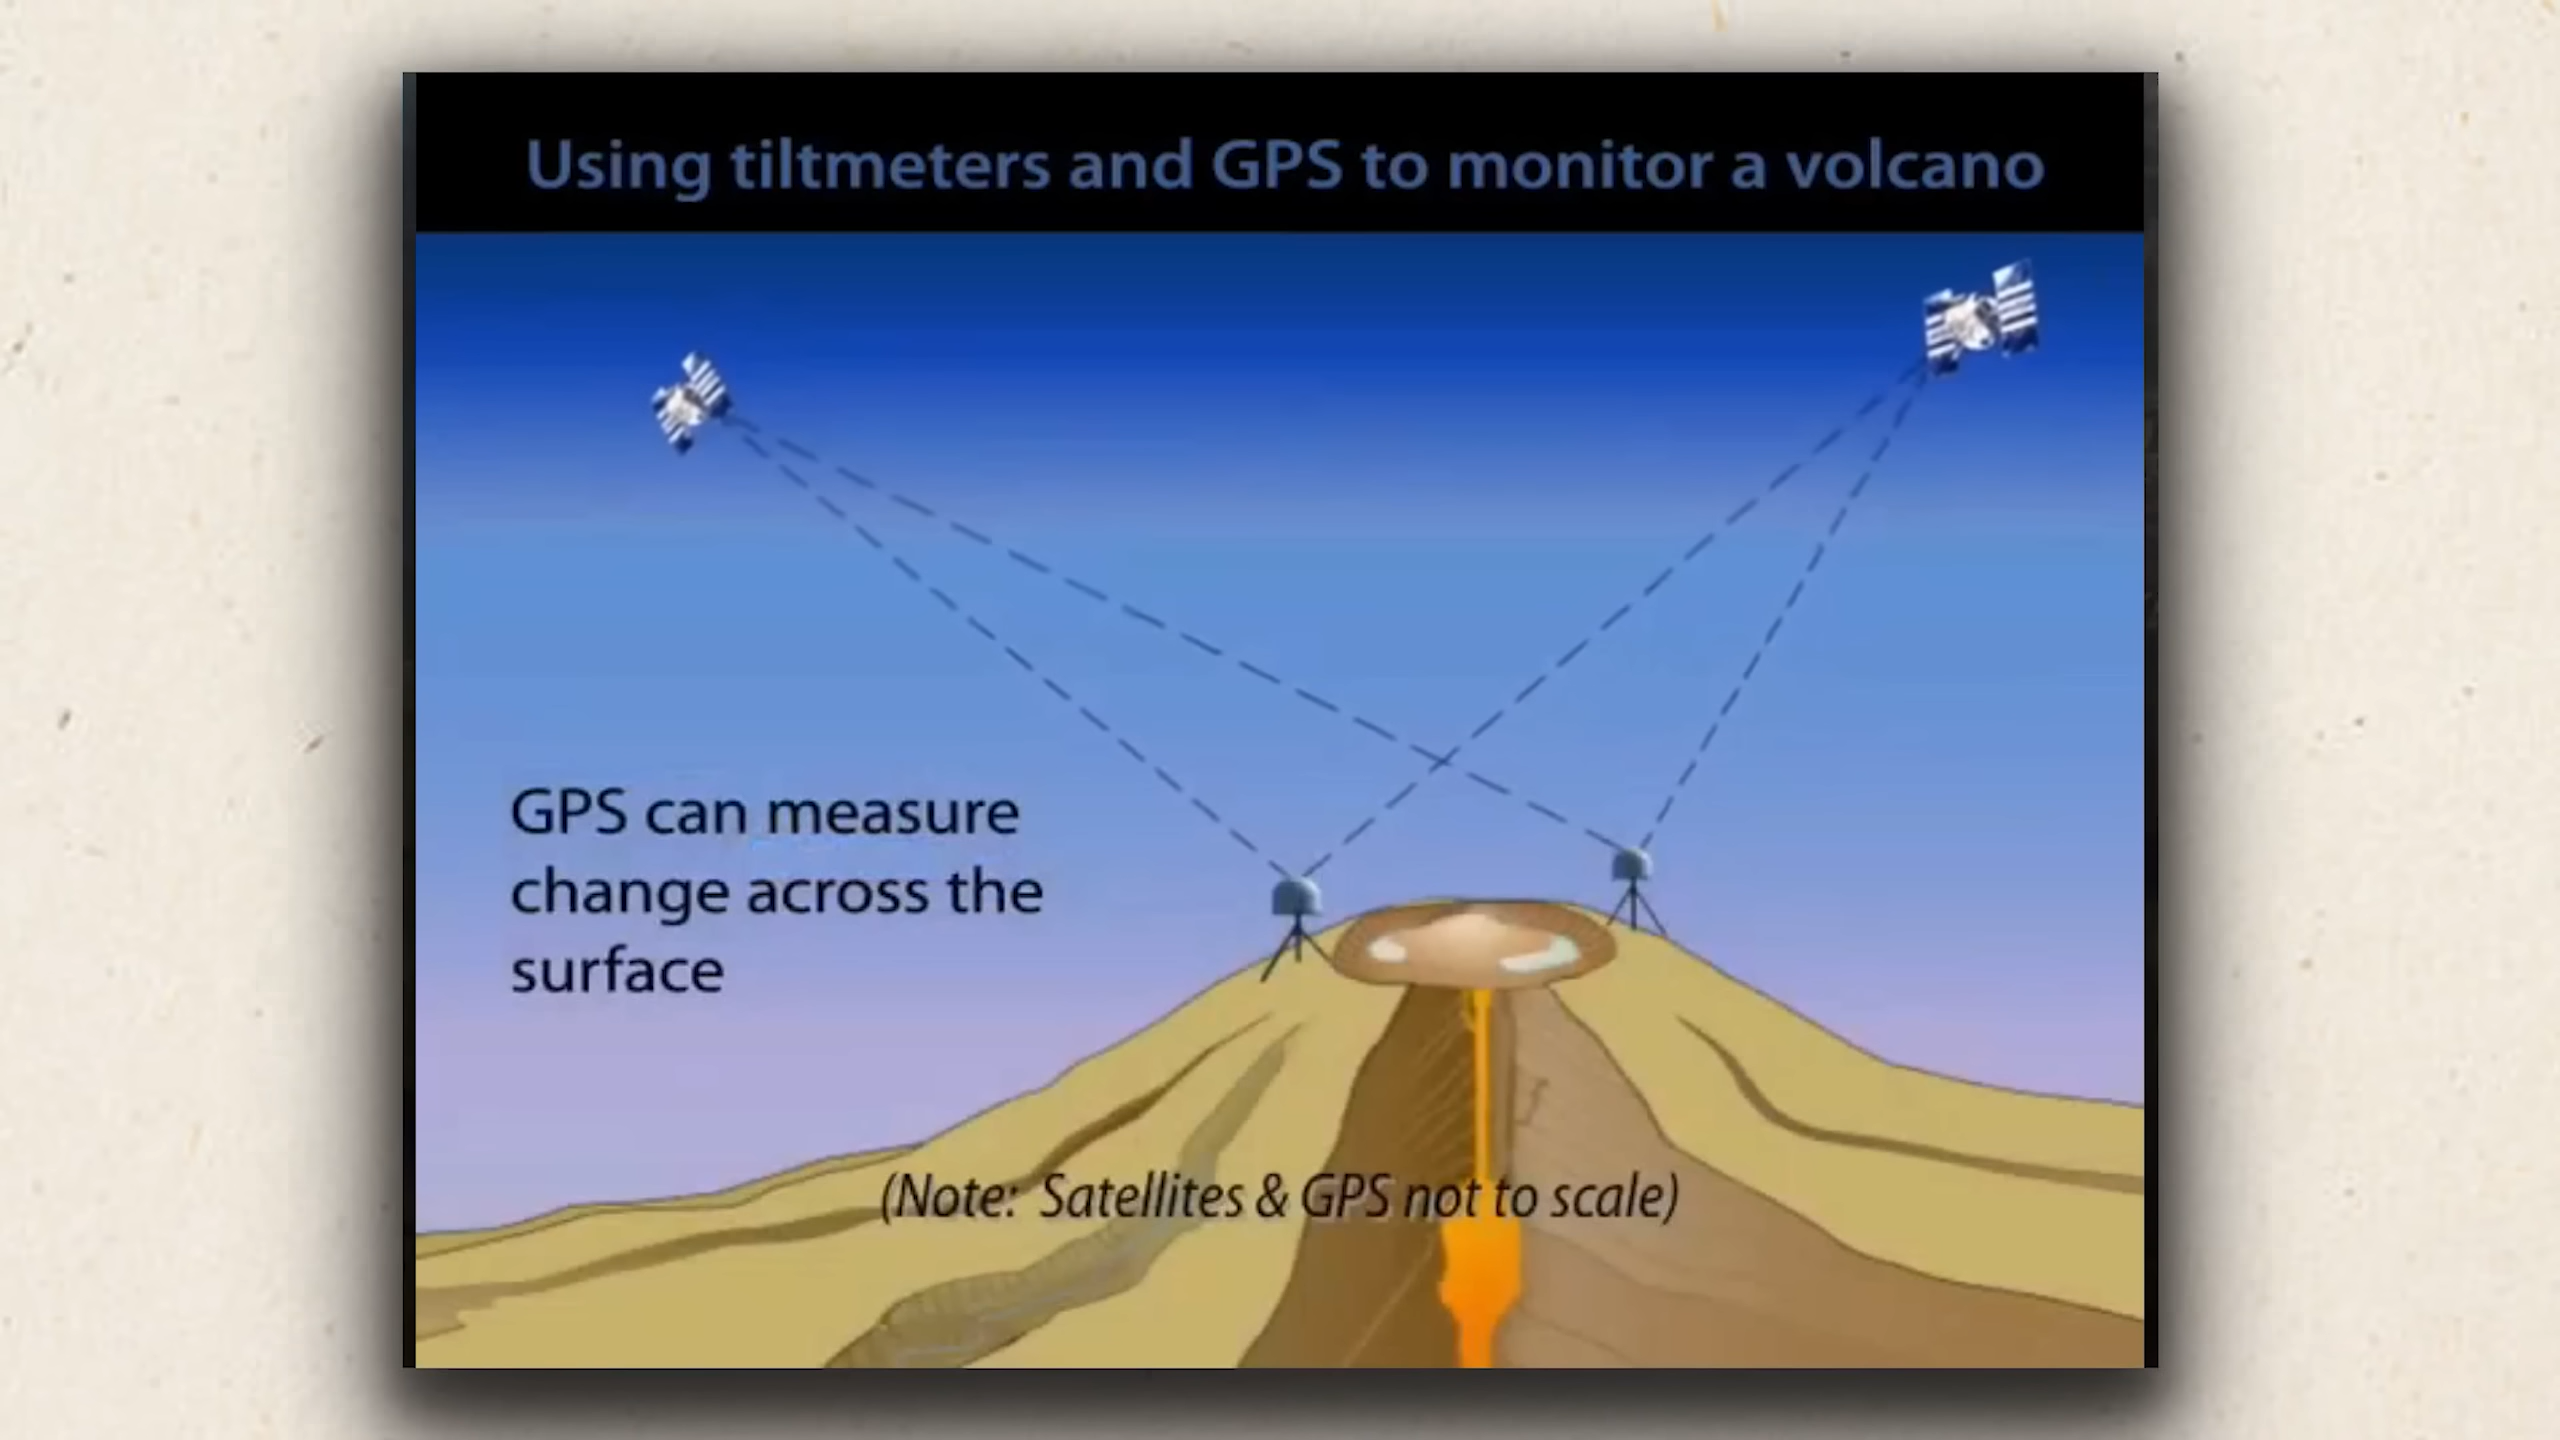 Using tiltmeters and GPS to monitor a volcano
GPS can measure
change across the
surface
(Note: Satellites & GPS not to scale)